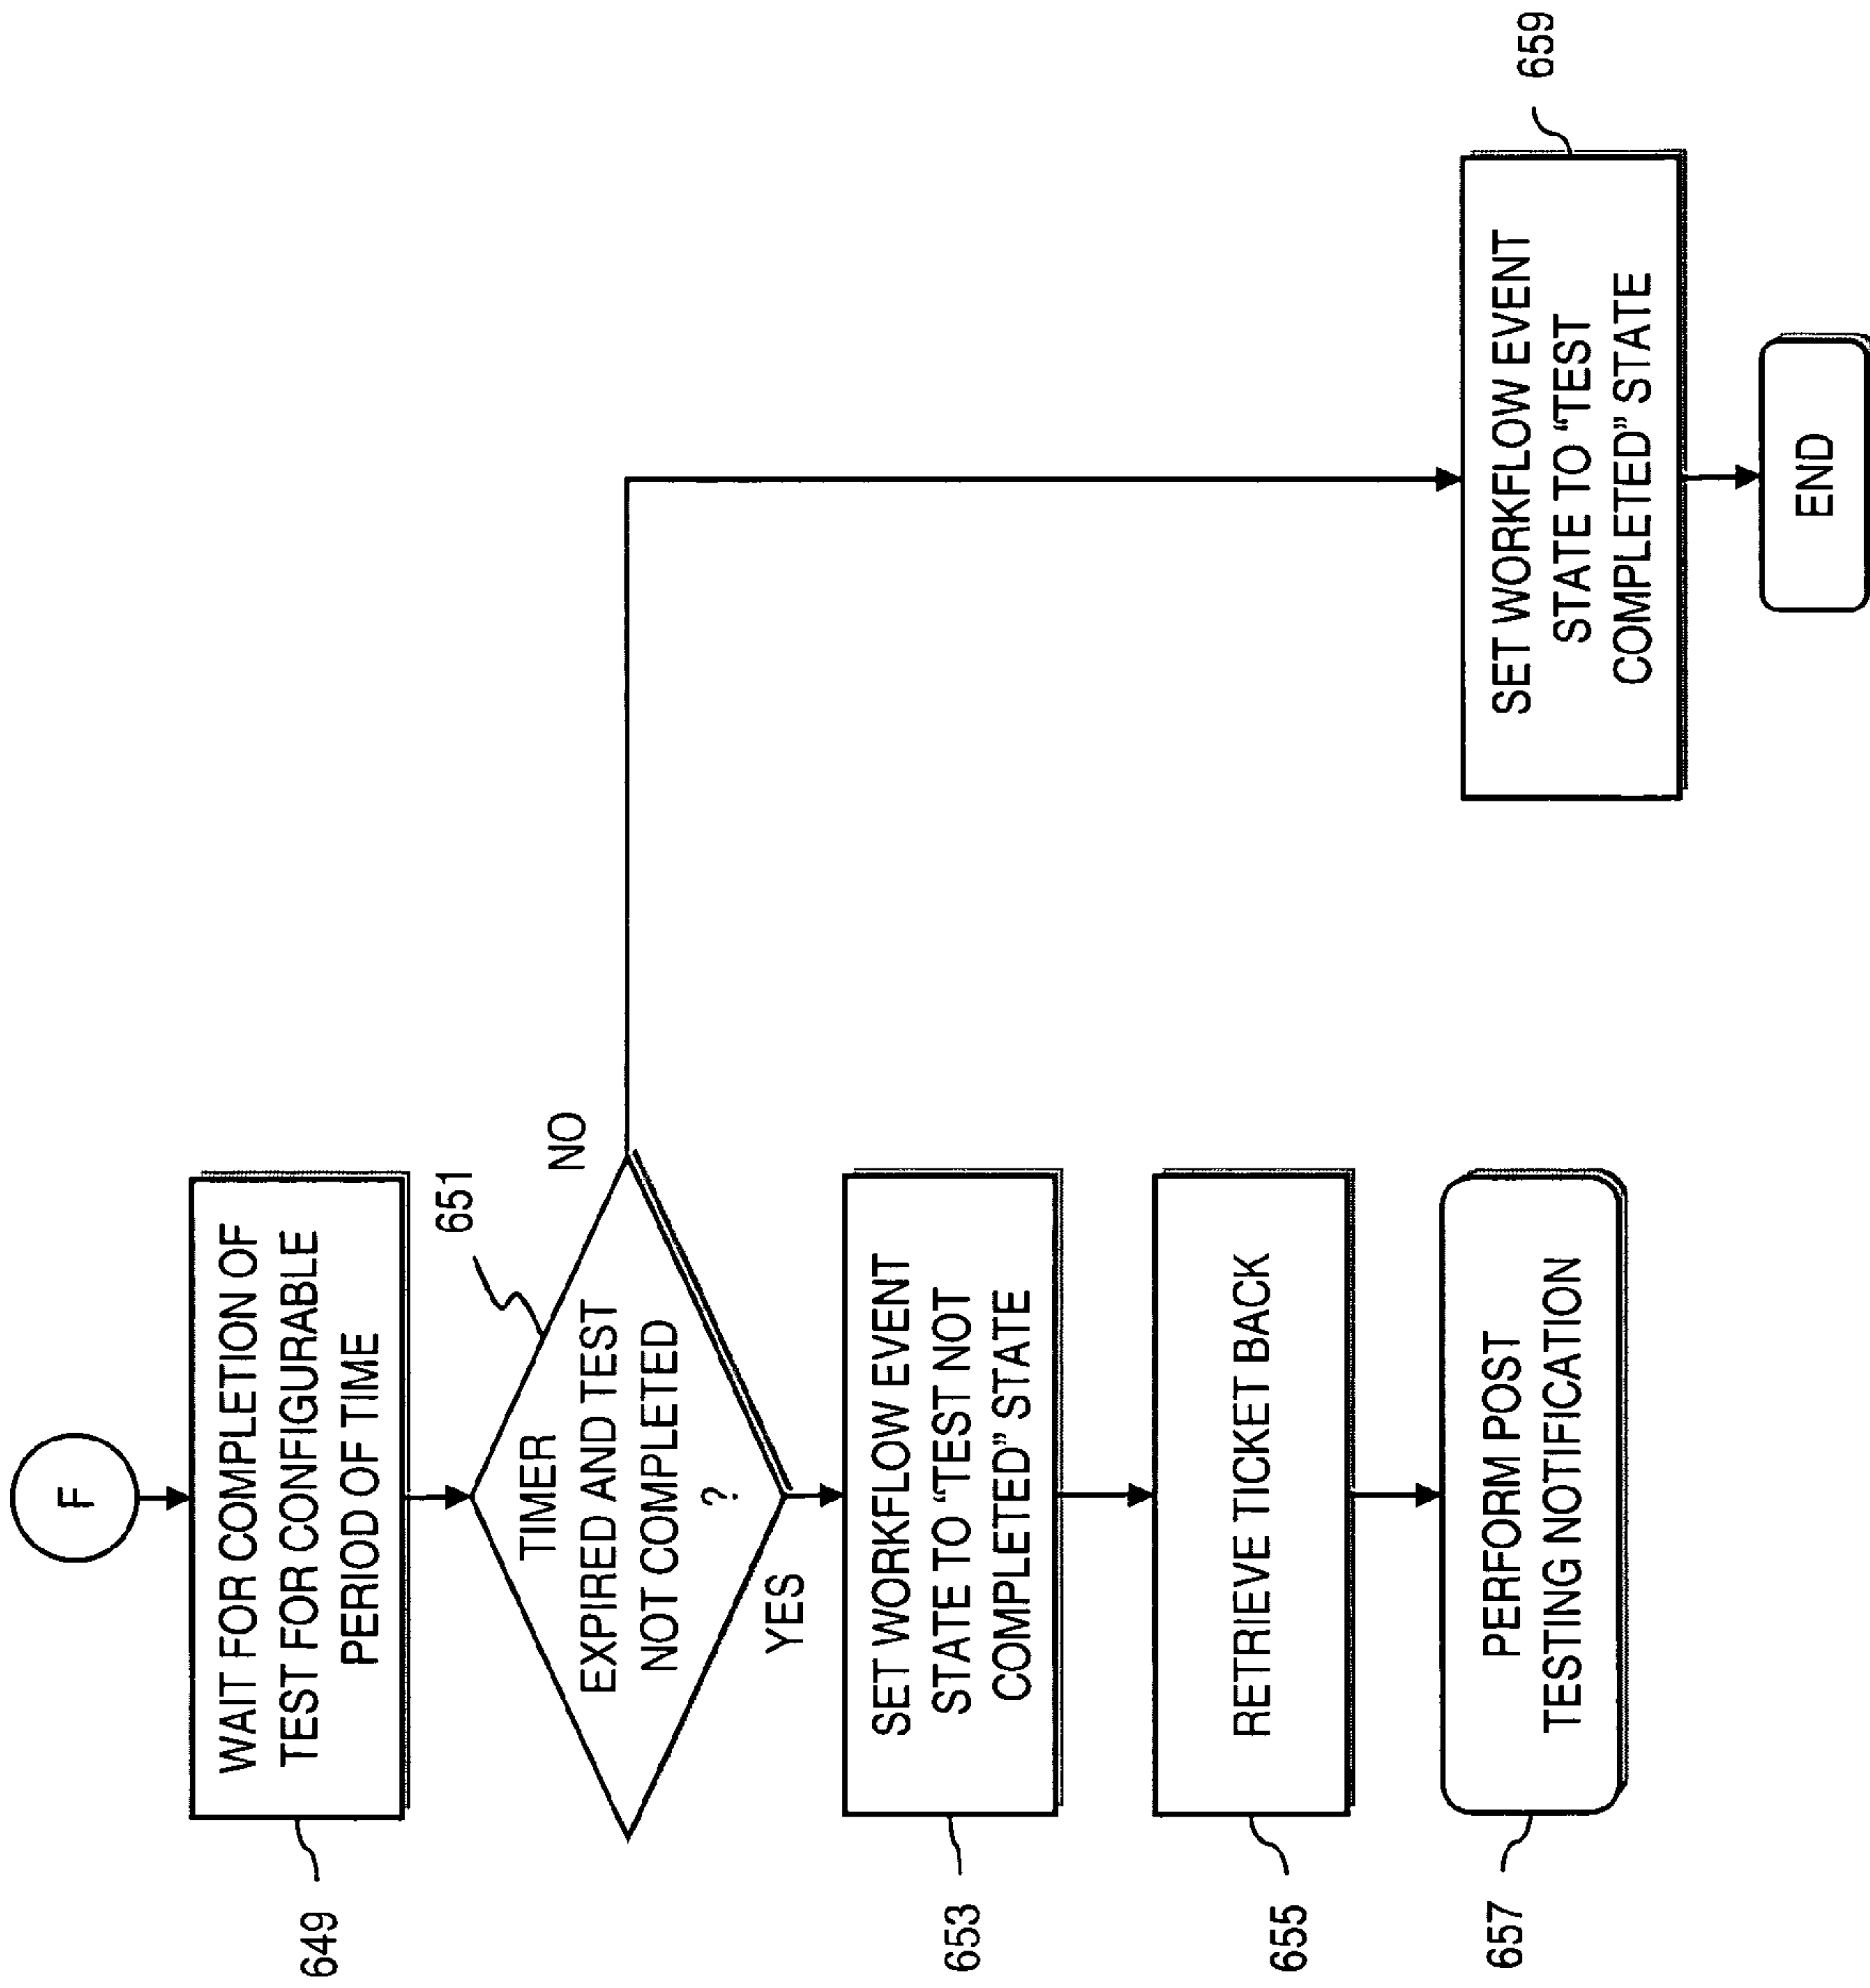 F
WAIT FOR COMPLETION OF
TEST FOR CONFIGURABLE
PERIOD OF TIME
649
TIMER
EXPIRED AND TEST
NOT COMPLETED
?
651
NO
YES
SET WORKFLOW EVENT
STATE TO “TEST NOT
COMPLETED” STATE
653
RETRIEVE TICKET BACK
655
PERFORM POST
TESTING NOTIFICATION
657
SET WORKFLOW EVENT
STATE TO “TEST
COMPLETED” STATE
659
END